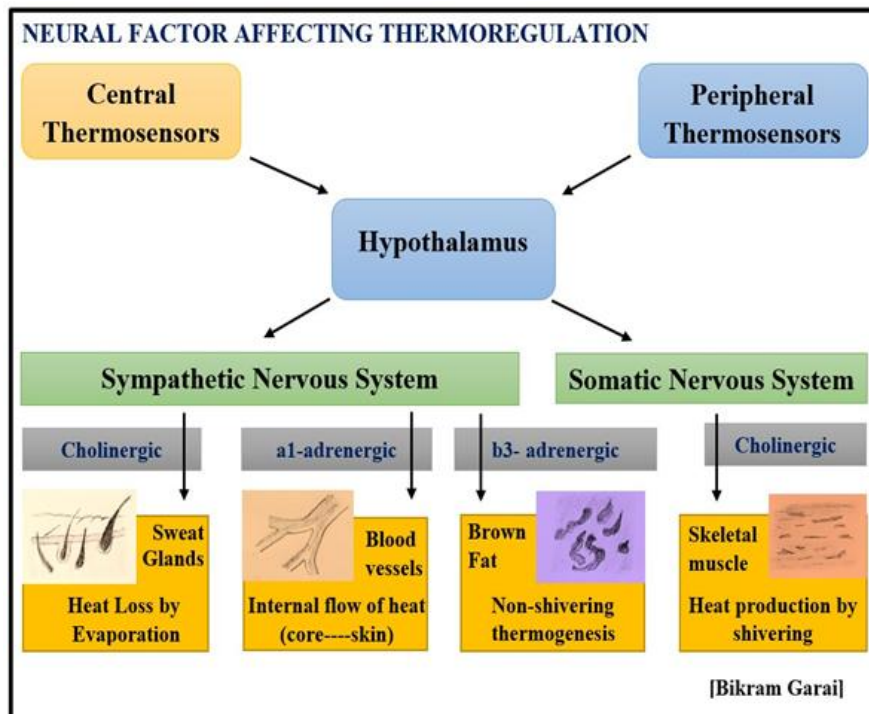 NEURAL FACTOR AFFECTING THERMOREGULATION
Central
Thermosensors
Peripheral
Thermosensors
Hypothalamus
Sympathetic Nervous System
Somatic Nervous System
Cholinergic
a1-adrenergic
b3- adrenergic
Cholinergic
Sweat
Glands
Heat Loss by
Evaporation
Blood
vessels
Internal flow of heat
(core----skin)
Brown
Fat
Non-shivering
thermogenesis
Skeletal
muscle
Heat production by
shivering
[Bikram Garai]